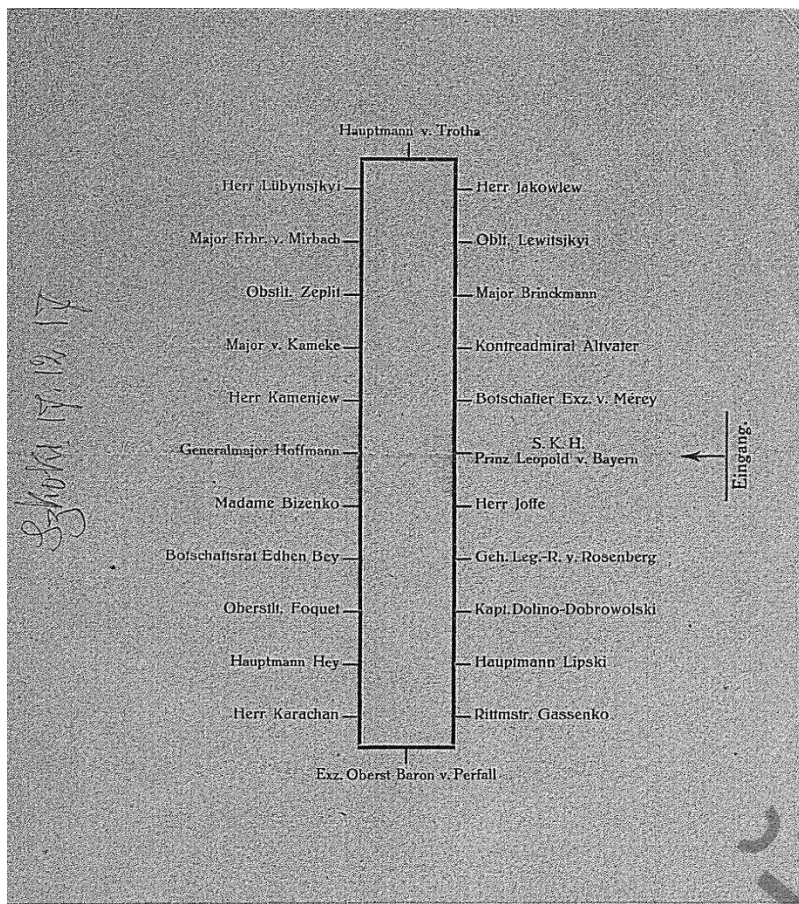 Hauptmann v. Trotha
Herr Lübynsjkyi
Herr Jakowlew
Major Frhr. v. Mirbach
Oblt. Lewitsjkyi
Obstlt. Zeplit
Major Brinckmann
Major v. Kameke
Kontreadmiral Altvater
Herr Kamenjew
Botschafter Exz. v. Mérey
Generalmajor Hoffmann
S. K. H.
Prinz Leopold v. Bayern
Eingang.
Madame Bizenko
Herr Joffe
Botschaftsrat Edhen Bey
Geh. Leg.-R. v. Rosenberg
Oberstlt. Foquet
Kapt. Dolino-Dobrowolski
Hauptmann Hey
Hauptmann Lipski
Herr Karachan
Rittmstr. Gassenko
Exz. Oberst Baron v. Perfall
17. 12. 17